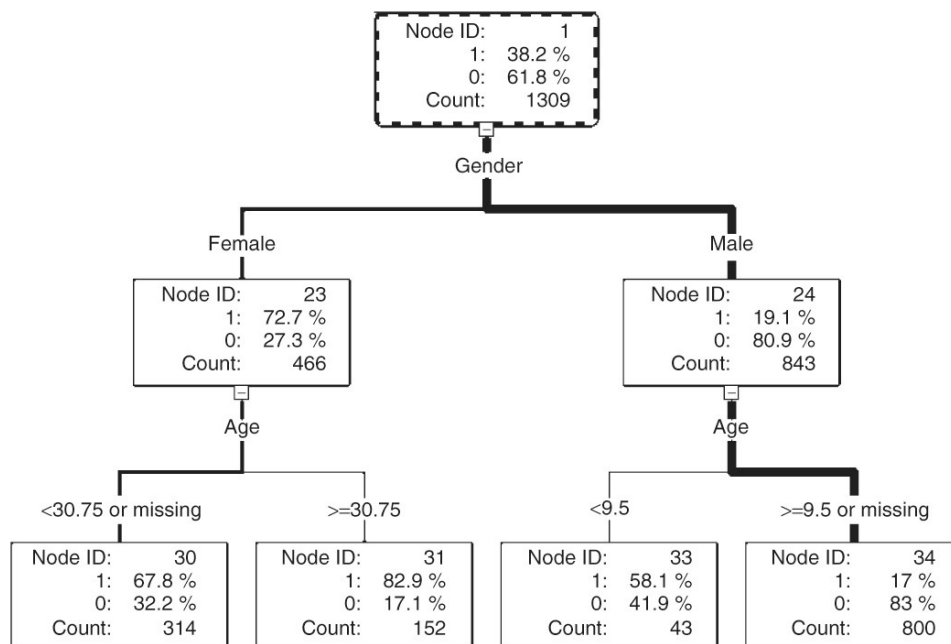 Node ID: 1
1: 38.2 %
0: 61.8 %
Count: 1309
Gender
Female
Male
Node ID: 23
1: 72.7 %
0: 27.3 %
Count: 466
Node ID: 24
1: 19.1 %
0: 80.9 %
Count: 843
Age
Age
<30.75 or missing
>=30.75
<9.5
>=9.5 or missing
Node ID: 30
1: 67.8 %
0: 32.2 %
Count: 314
Node ID: 31
1: 82.9 %
0: 17.1 %
Count: 152
Node ID: 33
1: 58.1 %
0: 41.9 %
Count: 43
Node ID: 34
1: 17 %
0: 83 %
Count: 800